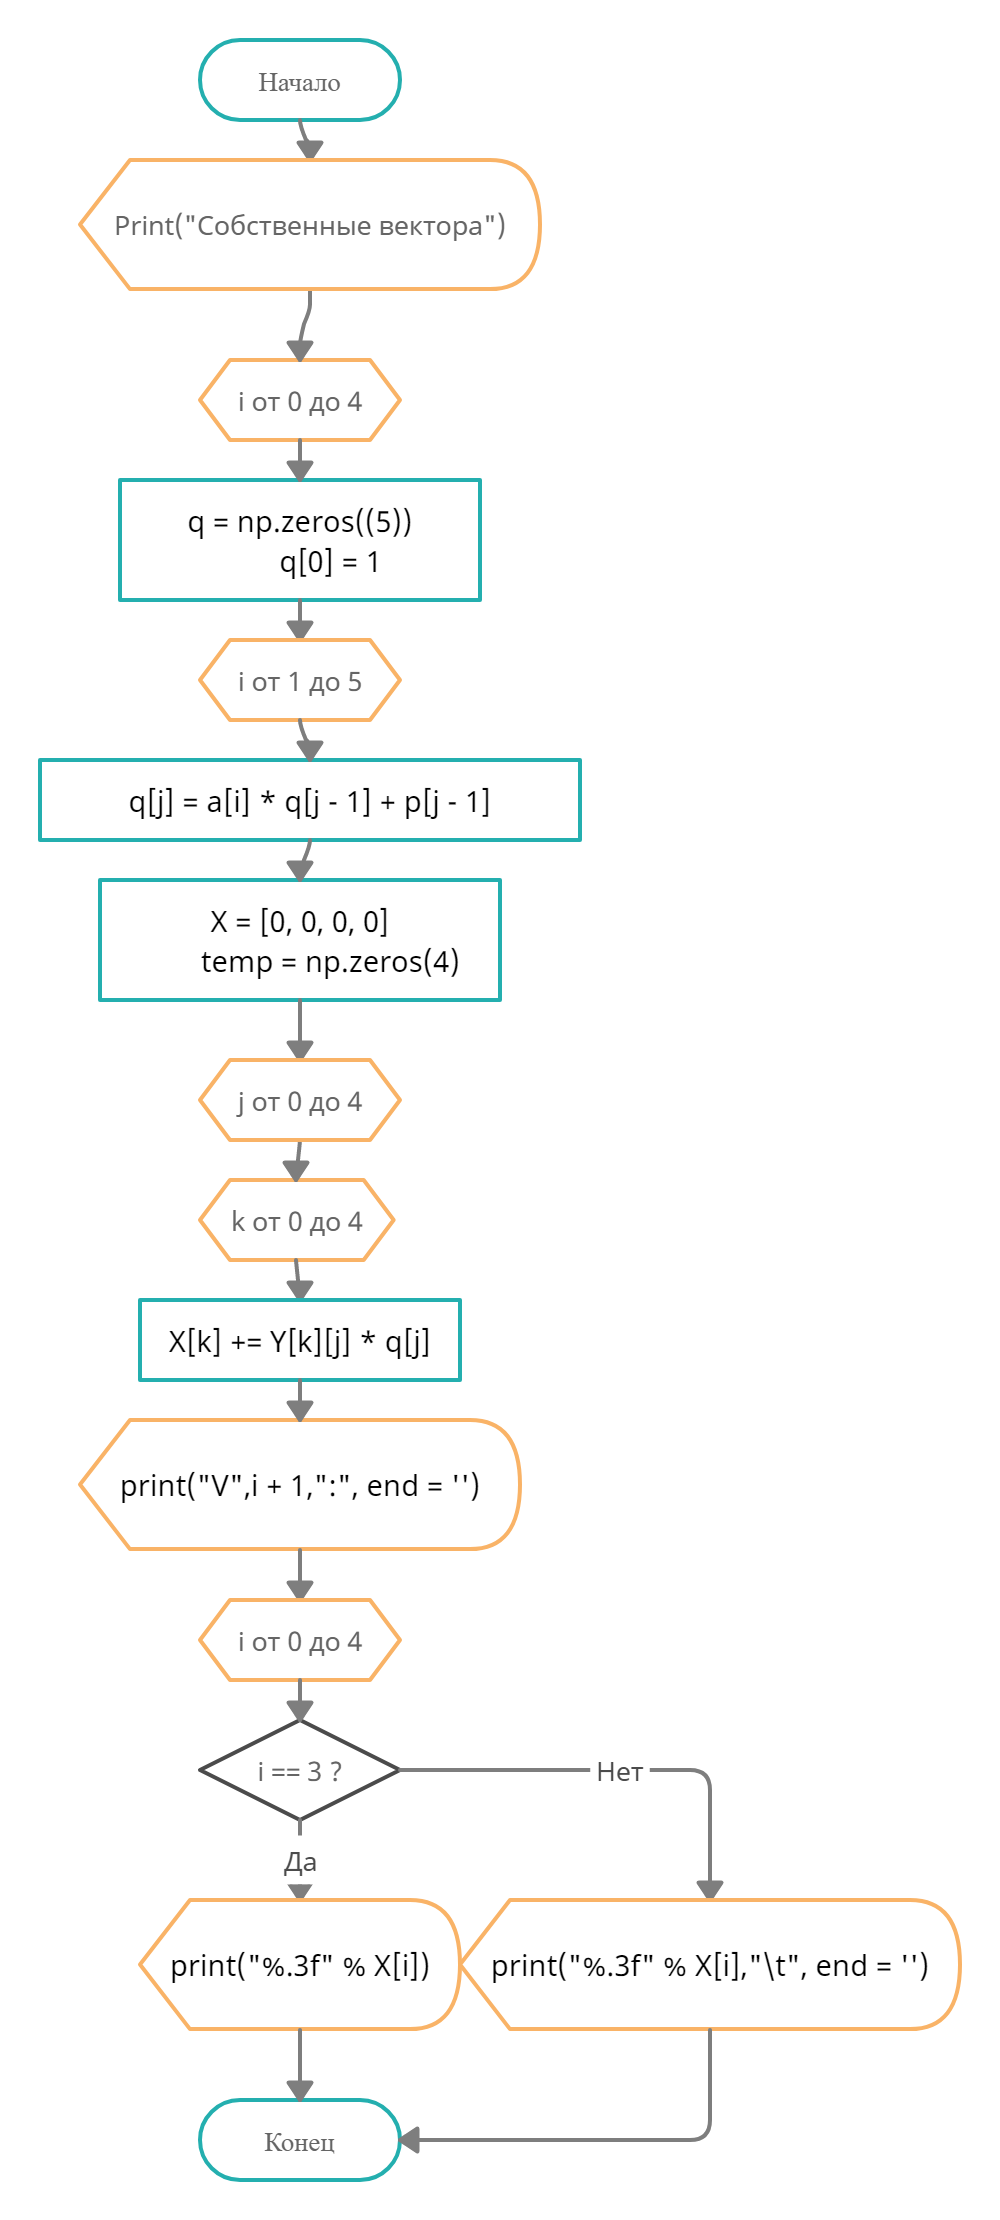 Начало
Print("Собственные вектора")
i от 0 до 4
q = np.zeros((5))
q[0] = 1
i от 1 до 5
q[j] = a[i] * q[j - 1] + p[j - 1]
X = [0, 0, 0, 0]
temp = np.zeros(4)
j от 0 до 4
k от 0 до 4
X[k] += Y[k][j] * q[j]
print("V",i + 1,":", end = '')
i от 0 до 4
i == 3 ?
Нет
Да
print("%.3f" % X[i])
print("%.3f" % X[i],"\t", end = '')
Конец